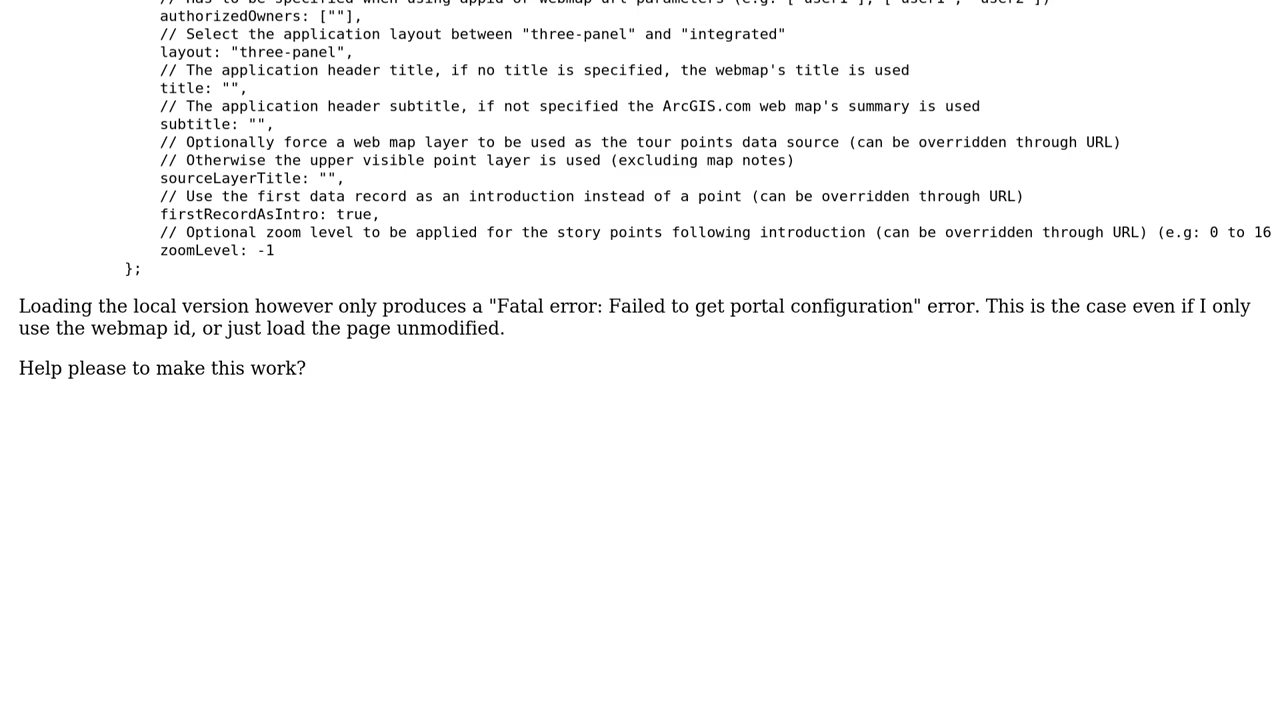 authorizedOwners: [""],
// Select the application layout between "three-panel" and "integrated"
layout: "three-panel",
// The application header title, if no title is specified, the webmap's title is used
title: "",
// The application header subtitle, if not specified the ArcGIS.com web map's summary is used
subtitle: "",
// Optionally force a web map layer to be used as the tour points data source (can be overridden through URL)
// Otherwise the upper visible point layer is used (excluding map notes)
sourceLayerTitle: "",
// Use the first data record as an introduction instead of a point (can be overridden through URL)
firstRecordAsIntro: true,
// Optional zoom level to be applied for the story points following introduction (can be overridden through URL) (e.g: 0 to 16
zoomLevel: -1
};
Loading the local version however only produces a "Fatal error: Failed to get portal configuration" error. This is the case even if I only
use the webmap id, or just load the page unmodified.
Help please to make this work?